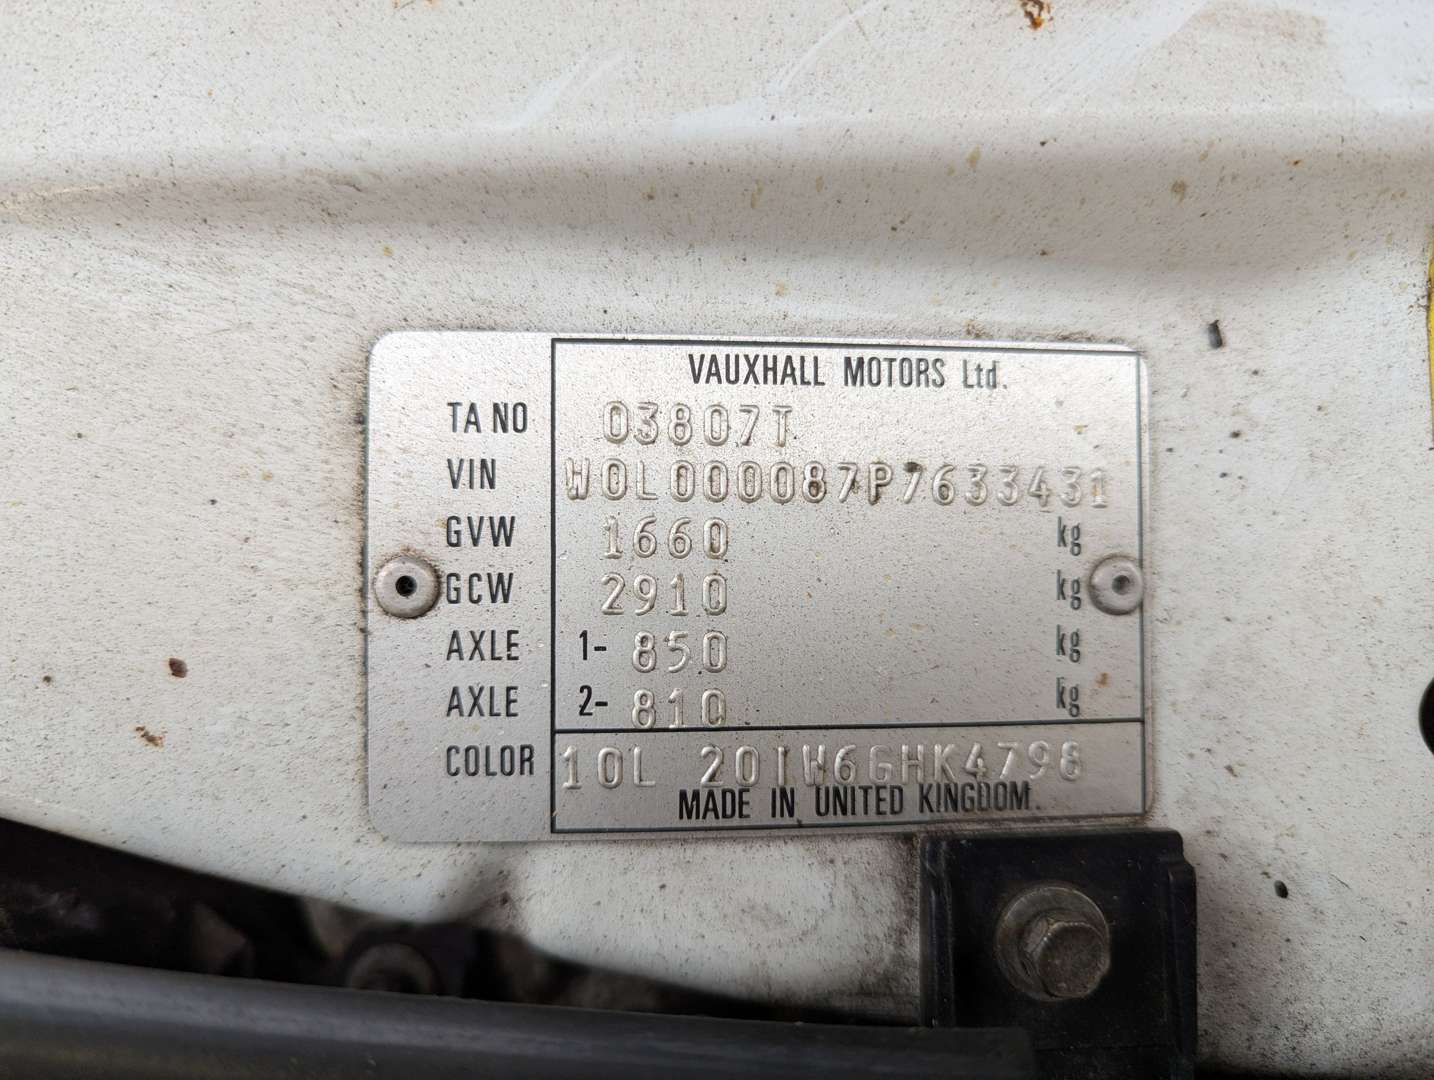 VAUXHALL MOTORS Ltd.
TA NO 03807T
VIN W0L000087P7633431
GVW 1660 kg
GCW 2910 kg
AXLE 1- 850 kg
AXLE 2- 810 kg
COLOR 10L 20IW6GHK4798
MADE IN UNITED KINGDOM.